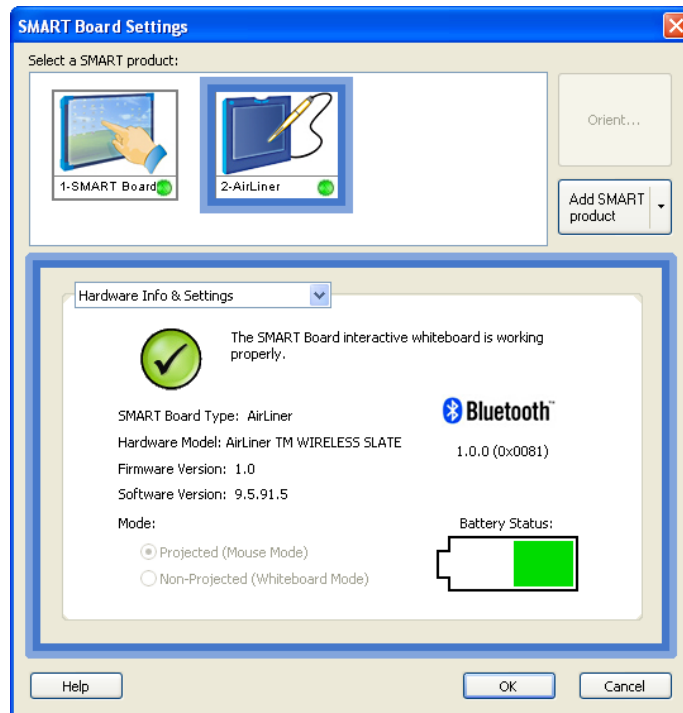 SMART Board Settings
Select a SMART product:
1-SMART Board
2-AirLiner
Orient...
Add SMART
product
Hardware Info & Settings
The SMART Board interactive whiteboard is working
properly.
Bluetooth™
SMART Board Type: AirLiner
Hardware Model: AirLiner TM WIRELESS SLATE
1.0.0 (0x0081)
Firmware Version: 1.0
Software Version: 9.5.91.5
Mode:
Battery Status:
Projected (Mouse Mode)
Non-Projected (Whiteboard Mode)
Help
OK
Cancel